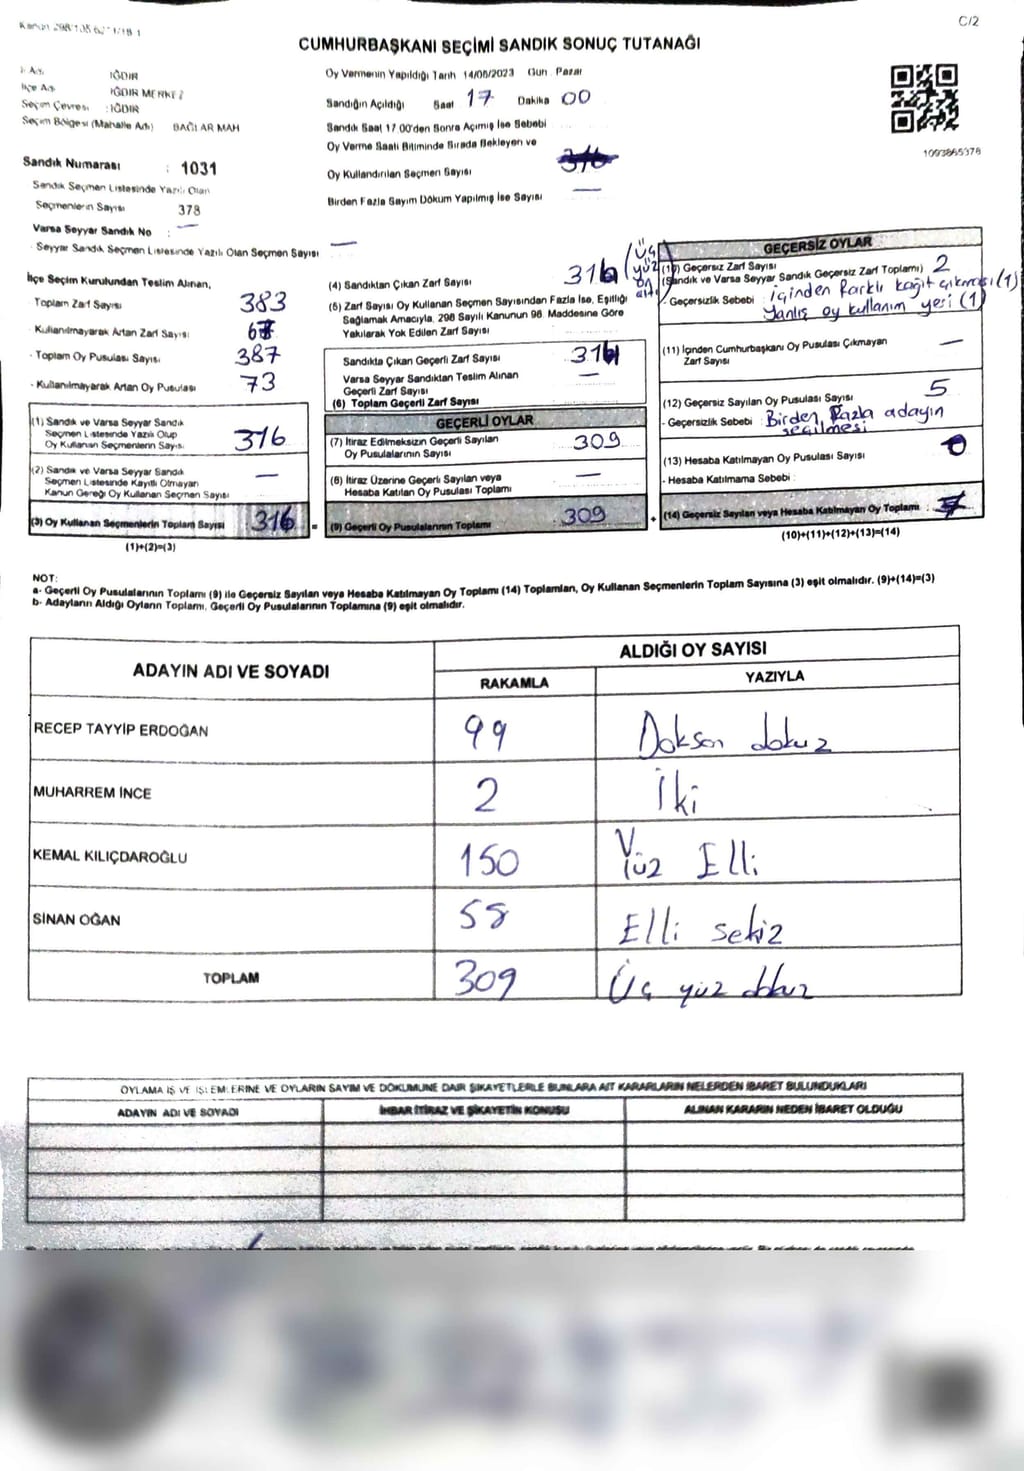 C/2
CUMHURBAŞKANI SEÇİMİ SANDIK SONUÇ TUTANAĞI
İl Adı : IĞDIR
İlçe Adı : IĞDIR MERKEZ
Seçim Çevresi : IĞDIR
Seçim Bölgesi (Mahalle Adı) BAĞLAR MAH
Sandık Numarası : 1031
Sandık Seçmen Listesinde Yazılı Olan
Seçmenlerin Sayısı 378
Varsa Seyyar Sandık No : —
- Seyyar Sandık Seçmen Listesinde Yazılı Olan Seçmen Sayısı —
Oy Vermenin Yapıldığı Tarih 14/05/2023 Gün Pazar
Sandığın Açıldığı Saat 17 Dakika 00
Sandık Saat 17 00'den Sonra Açımış İse Sebebi
Oy Verme Saati Bitiminde Sırada Bekleyen ve
Oy Kullandırılan Seçmen Sayısı 316
Birden Fazla Sayım Döküm Yapılmış İse Sayısı —
1093865378
İlçe Seçim Kurulundan Teslim Alınan,
- Toplam Zarf Sayısı 383
- Kullanılmayarak Artan Zarf Sayısı 67
- Toplam Oy Pusulası Sayısı 387
- Kullanılmayarak Artan Oy Pusulası 73
(1) Sandık ve Varsa Seyyar Sandık
Seçmen Listesinde Yazılı Olup
Oy Kullanan Seçmenlerin Sayısı 316
(2) Sandık ve Varsa Seyyar Sandık
Seçmen Listesinde Kayıtlı Olmayan
Kanun Gereği Oy Kullanan Seçmen Sayısı —
(3) Oy Kullanan Seçmenlerin Toplam Sayısı 316 =
(1)+(2)=(3)
(4) Sandıktan Çıkan Zarf Sayısı 316 (üç yüz on altı)
(5) Zarf Sayısı Oy Kullanan Seçmen Sayısından Fazla İse, Eşitliği
Sağlamak Amacıyla, 298 Sayılı Kanunun 98. Maddesine Göre
Yakılarak Yok Edilen Zarf Sayısı
Sandıkta Çıkan Geçerli Zarf Sayısı 316
Varsa Seyyar Sandıktan Teslim Alınan
Geçerli Zarf Sayısı —
(6) Toplam Geçerli Zarf Sayısı
GEÇERLİ OYLAR
(7) İtiraz Edilmeksizin Geçerli Sayılan
Oy Pusulalarının Sayısı 309
(8) İtiraz Üzerine Geçerli Sayılan veya
Hesaba Katılan Oy Pusulası Toplamı —
(9) Geçerli Oy Pusulalarının Toplamı 309 +
GEÇERSİZ OYLAR
(10) Geçersiz Zarf Sayısı 2
(Sandık ve Varsa Seyyar Sandık Geçersiz Zarf Toplamı)
- Geçersizlik Sebebi : içinden farklı kağıt çıkması (1)
Yanlış oy kullanım yeri (1)
(11) İçinden Cumhurbaşkanı Oy Pusulası Çıkmayan
Zarf Sayısı —
(12) Geçersiz Sayılan Oy Pusulası Sayısı 5
- Geçersizlik Sebebi Birden fazla adayın
seçilmesi
(13) Hesaba Katılmayan Oy Pusulası Sayısı 0
- Hesaba Katılmama Sebebi :
(14) Geçersiz Sayılan veya Hesaba Katılmayan Oy Toplamı : 7
(10)+(11)+(12)+(13)=(14)
NOT:
a- Geçerli Oy Pusulalarının Toplamı (9) ile Geçersiz Sayılan veya Hesaba Katılmayan Oy Toplamı (14) Toplamları, Oy Kullanan Seçmenlerin Toplam Sayısına (3) eşit olmalıdır. (9)+(14)=(3)
b- Adayların Aldığı Oyların Toplamı, Geçerli Oy Pusulalarının Toplamına (9) eşit olmalıdır.
ADAYIN ADI VE SOYADI ALDIĞI OY SAYISI
RAKAMLA YAZIYLA
RECEP TAYYİP ERDOĞAN 99 Doksan dokuz
MUHARREM İNCE 2 İki
KEMAL KILIÇDAROĞLU 150 Yüz Elli
SİNAN OĞAN 58 Elli sekiz
TOPLAM 309 Üç yüz dokuz
OYLAMA İŞ VE İŞLEMLERİNE VE OYLARIN SAYIM VE DÖKÜMÜNE DAİR ŞİKAYETLERLE BUNLARA AİT KARARLARIN NELERDEN İBARET BULUNDUKLARI
ADAYIN ADI VE SOYADI İHBAR İTİRAZ VE ŞİKAYETİN KONUSU ALINAN KARARIN NEDEN İBARET OLDUĞU